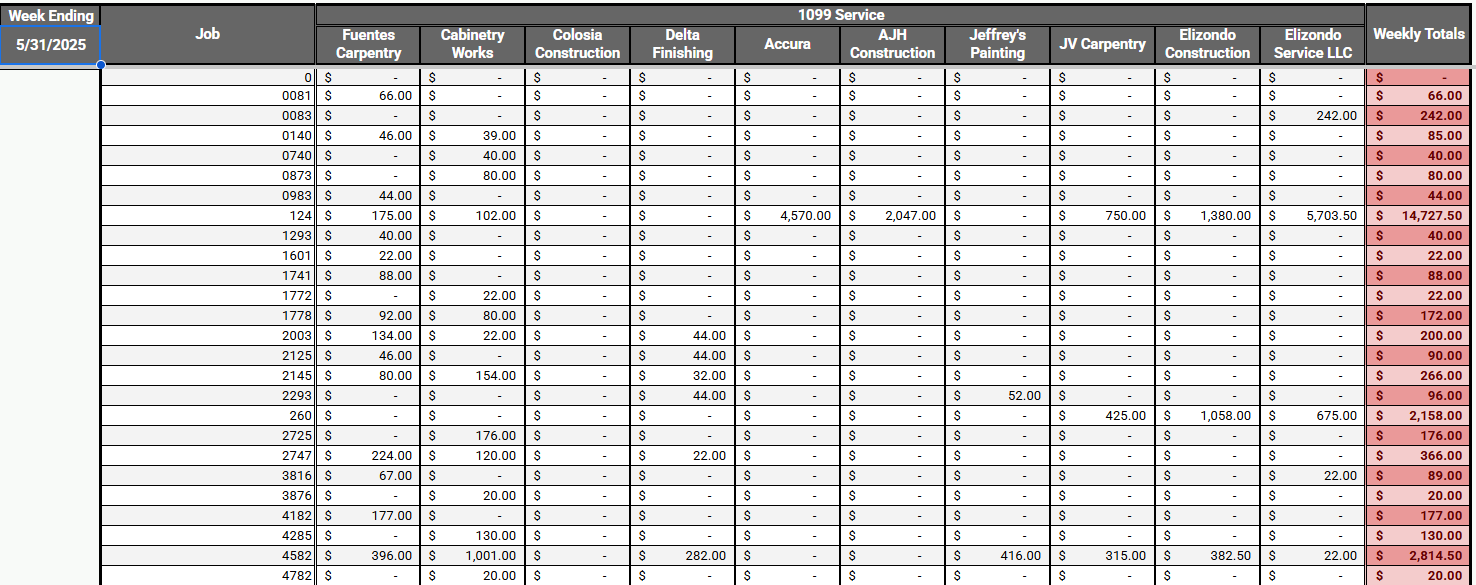 Week Ending Job 1099 Service Weekly Totals
5/31/2025 Fuentes Carpentry Cabinetry Works Colosia Construction Delta Finishing Accura AJH Construction Jeffrey's Painting JV Carpentry Elizondo Construction Elizondo Service LLC
0 $ - $ - $ - $ - $ - $ - $ - $ - $ - $ - $ -
0081 $ 66.00 $ - $ - $ - $ - $ - $ - $ - $ - $ - $ 66.00
0083 $ - $ - $ - $ - $ - $ - $ - $ - $ - $ 242.00 $ 242.00
0140 $ 46.00 $ 39.00 $ - $ - $ - $ - $ - $ - $ - $ - $ 85.00
0740 $ - $ 40.00 $ - $ - $ - $ - $ - $ - $ - $ - $ 40.00
0873 $ - $ 80.00 $ - $ - $ - $ - $ - $ - $ - $ - $ 80.00
0983 $ 44.00 $ - $ - $ - $ - $ - $ - $ - $ - $ - $ 44.00
124 $ 175.00 $ 102.00 $ - $ - $ 4,570.00 $ 2,047.00 $ - $ 750.00 $ 1,380.00 $ 5,703.50 $ 14,727.50
1293 $ 40.00 $ - $ - $ - $ - $ - $ - $ - $ - $ - $ 40.00
1601 $ 22.00 $ - $ - $ - $ - $ - $ - $ - $ - $ - $ 22.00
1741 $ 88.00 $ - $ - $ - $ - $ - $ - $ - $ - $ - $ 88.00
1772 $ - $ 22.00 $ - $ - $ - $ - $ - $ - $ - $ - $ 22.00
1778 $ 92.00 $ 80.00 $ - $ - $ - $ - $ - $ - $ - $ - $ 172.00
2003 $ 134.00 $ 22.00 $ - $ 44.00 $ - $ - $ - $ - $ - $ - $ 200.00
2125 $ 46.00 $ - $ - $ 44.00 $ - $ - $ - $ - $ - $ - $ 90.00
2145 $ 80.00 $ 154.00 $ - $ 32.00 $ - $ - $ - $ - $ - $ - $ 266.00
2293 $ - $ - $ - $ 44.00 $ - $ - $ 52.00 $ - $ - $ - $ 96.00
260 $ - $ - $ - $ - $ - $ - $ - $ 425.00 $ 1,058.00 $ 675.00 $ 2,158.00
2725 $ - $ 176.00 $ - $ - $ - $ - $ - $ - $ - $ - $ 176.00
2747 $ 224.00 $ 120.00 $ - $ 22.00 $ - $ - $ - $ - $ - $ - $ 366.00
3816 $ 67.00 $ - $ - $ - $ - $ - $ - $ - $ - $ 22.00 $ 89.00
3876 $ - $ 20.00 $ - $ - $ - $ - $ - $ - $ - $ - $ 20.00
4182 $ 177.00 $ - $ - $ - $ - $ - $ - $ - $ - $ - $ 177.00
4285 $ - $ 130.00 $ - $ - $ - $ - $ - $ - $ - $ - $ 130.00
4582 $ 396.00 $ 1,001.00 $ - $ 282.00 $ - $ - $ 416.00 $ 315.00 $ 382.50 $ 22.00 $ 2,814.50
4782 $ - $ 20.00 $ - $ - $ - $ - $ - $ - $ - $ - $ 20.00